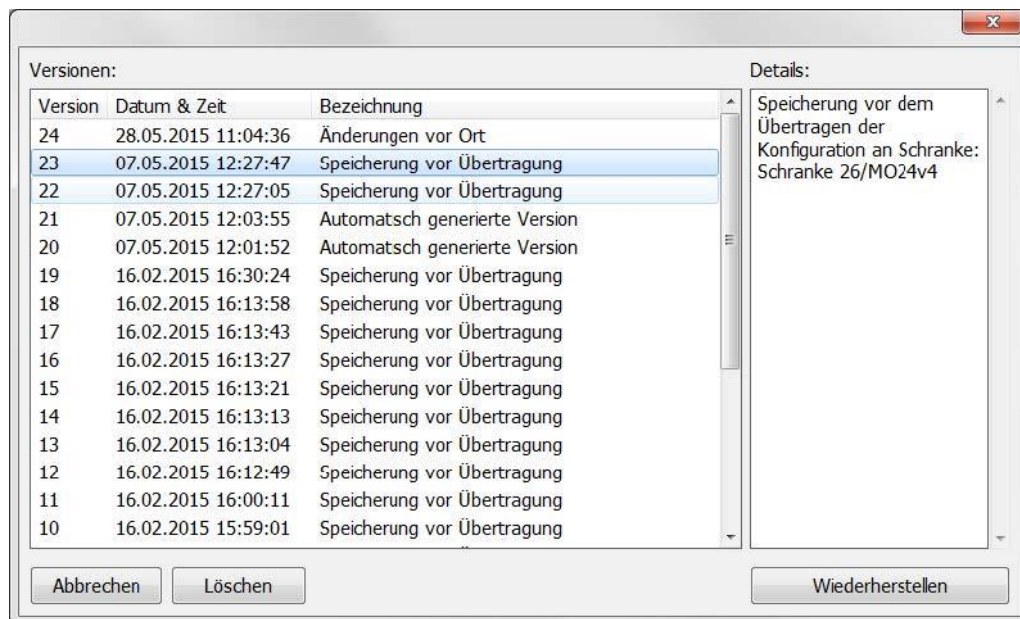 Versionen:
Details:
Version Datum & Zeit Bezeichnung
24 28.05.2015 11:04:36 Änderungen vor Ort
23 07.05.2015 12:27:47 Speicherung vor Übertragung
22 07.05.2015 12:27:05 Speicherung vor Übertragung
21 07.05.2015 12:03:55 Automatsch generierte Version
20 07.05.2015 12:01:52 Automatsch generierte Version
19 16.02.2015 16:30:24 Speicherung vor Übertragung
18 16.02.2015 16:13:58 Speicherung vor Übertragung
17 16.02.2015 16:13:43 Speicherung vor Übertragung
16 16.02.2015 16:13:27 Speicherung vor Übertragung
15 16.02.2015 16:13:21 Speicherung vor Übertragung
14 16.02.2015 16:13:13 Speicherung vor Übertragung
13 16.02.2015 16:13:04 Speicherung vor Übertragung
12 16.02.2015 16:12:49 Speicherung vor Übertragung
11 16.02.2015 16:00:11 Speicherung vor Übertragung
10 16.02.2015 15:59:01 Speicherung vor Übertragung
Speicherung vor dem
Übertragen der
Konfiguration an Schranke:
Schranke 26/MO24v4
Abbrechen
Löschen
Wiederherstellen